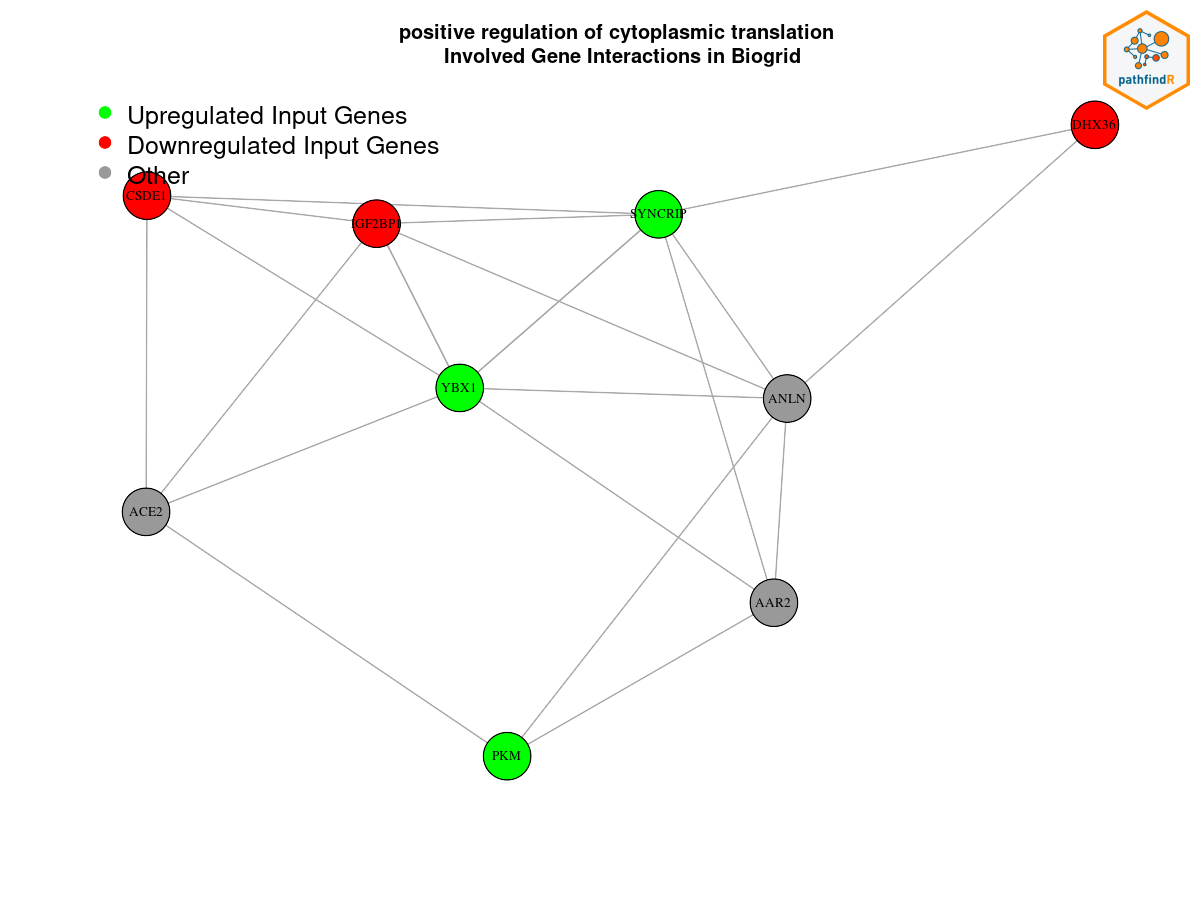 positive regulation of cytoplasmic translation
Involved Gene Interactions in Biogrid
pathfindR
Upregulated Input Genes
Downregulated Input Genes
Other
DHX36
CSDE1
IGF2BP1
SYNCRIP
YBX1
ANLN
ACE2
AAR2
PKM